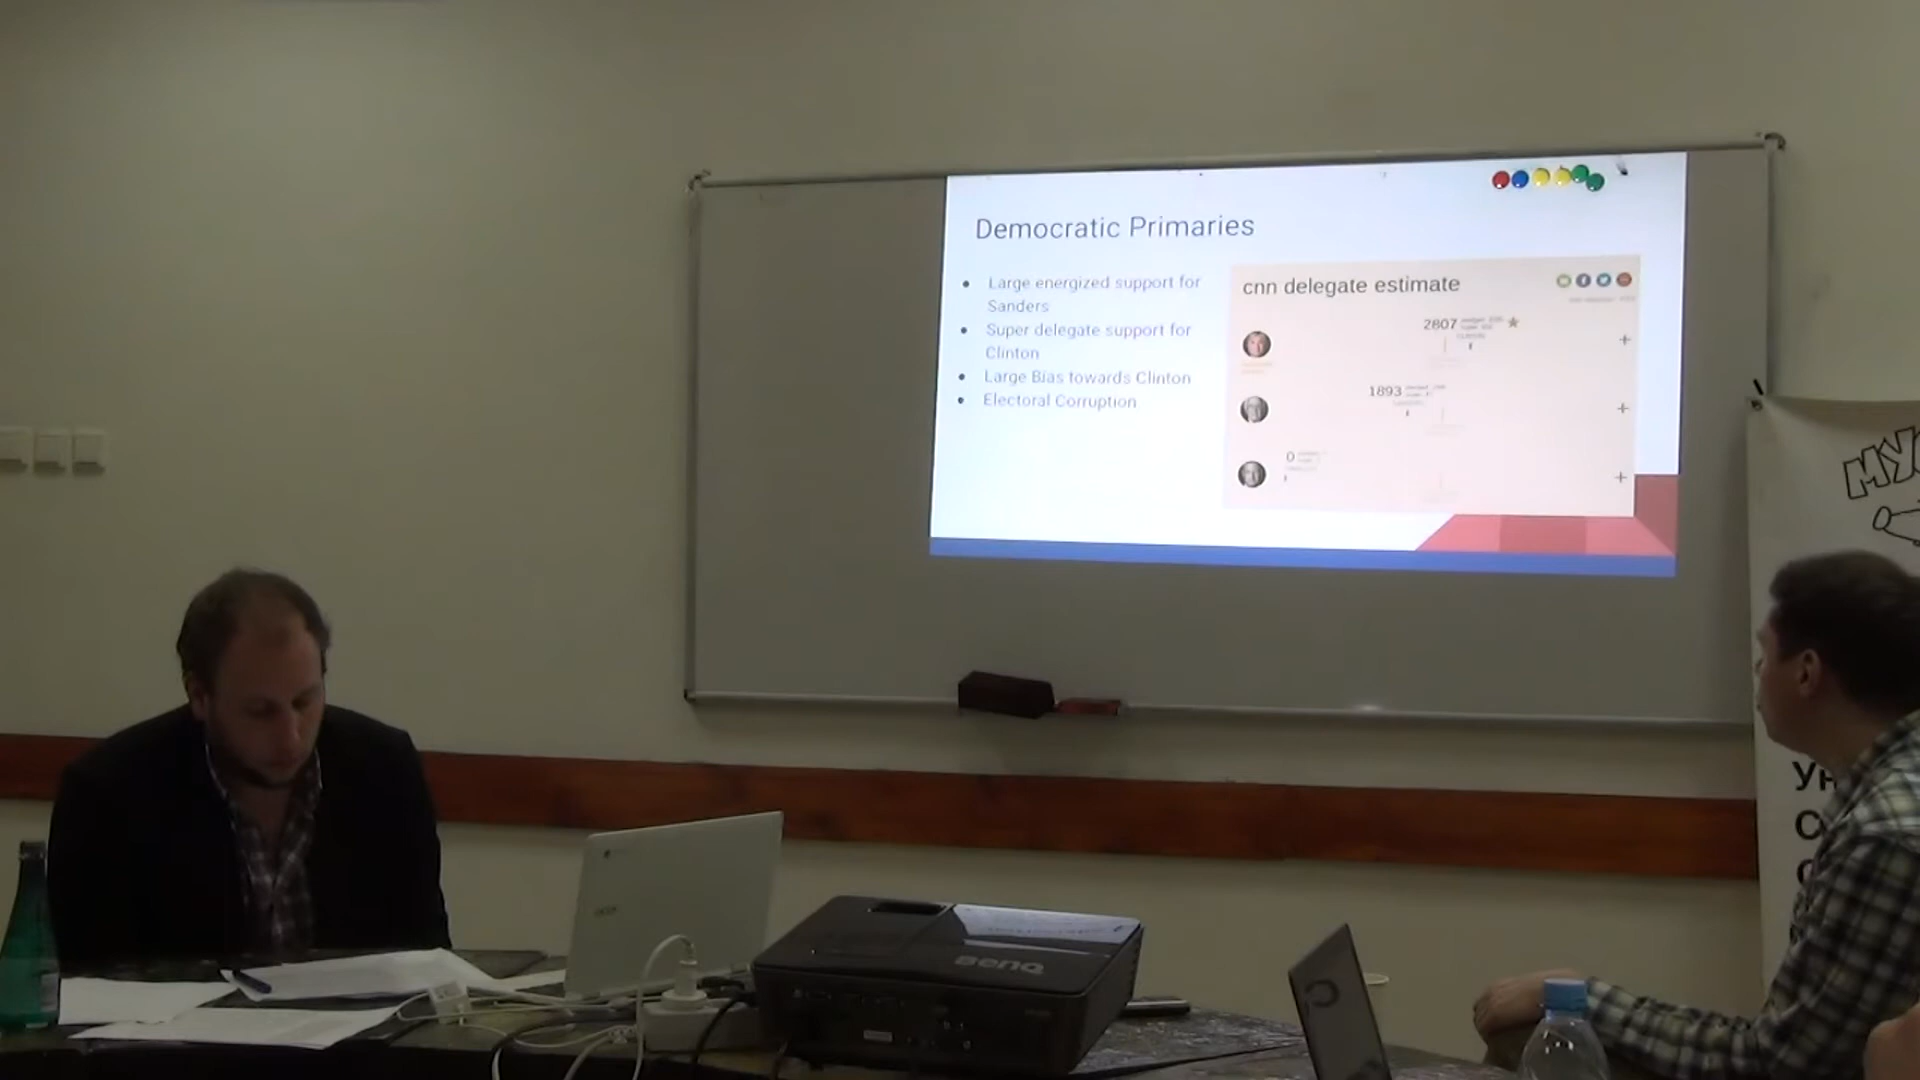 Democratic Primaries
• Large energized support for
Sanders
• Super delegate support for
Clinton
• Large Bias towards Clinton
• Electoral Corruption
cnn delegate estimate
2807
1893
0
acer
BenQ
МУ
Ун
С